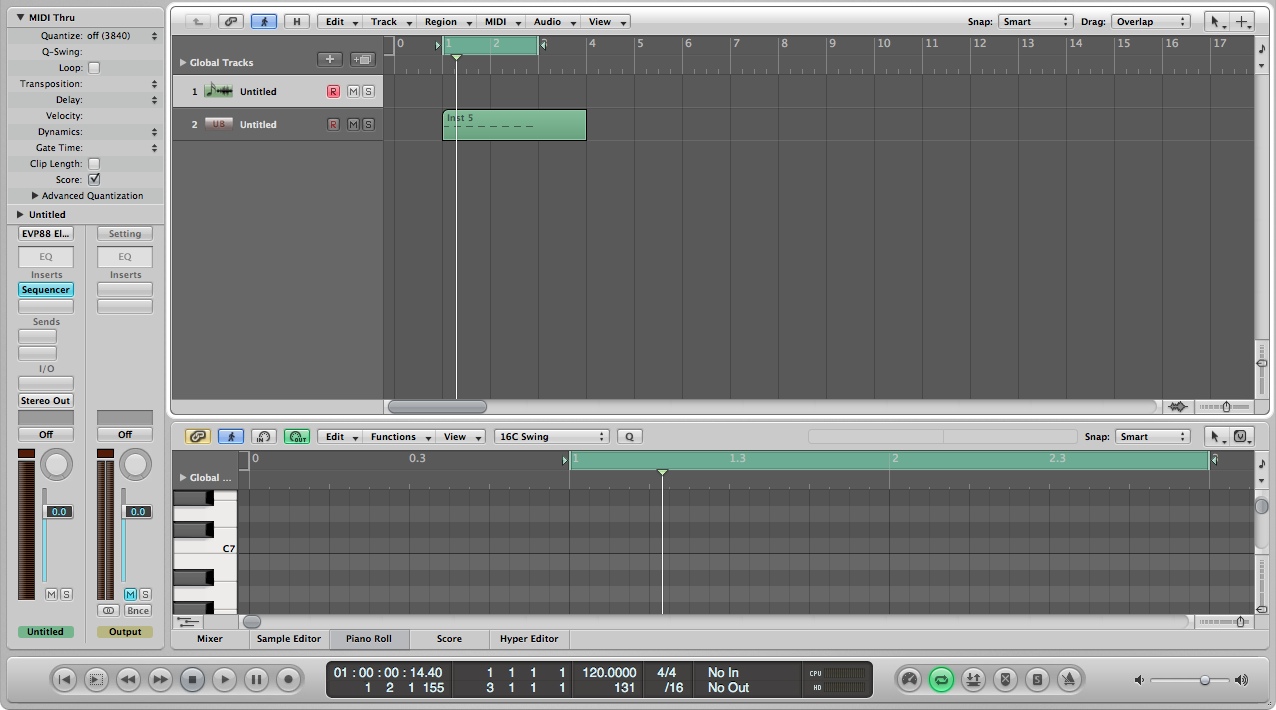 MIDI Thru
Quantize: off (3840)
Q-Swing:
Loop:
Transposition:
Delay:
Velocity:
Dynamics:
Gate Time:
Clip Length:
Score:
Advanced Quantization
Untitled
EVP88 El... Setting
EQ EQ
Inserts Inserts
Sequencer
Sends
I/O
Stereo Out
Off Off
0.0 0.0
M S M S
Bnce
Untitled Output
H Edit Track Region MIDI Audio View Snap: Smart Drag: Overlap
0 1 2 3 4 5 6 7 8 9 10 11 12 13 14 15 16 17
Global Tracks
1 Untitled R M S
2 U8 Untitled R M S
Inst 5
IN OUT Edit Functions View 16C Swing Q Snap: Smart
0 0.3 1 1.3 2 2.3 3
Global ...
C7
Mixer Sample Editor Piano Roll Score Hyper Editor
01 : 00 : 00 : 14.40 1 1 1 1 120.0000 4/4 No In CPU
1 2 1 155 3 1 1 1 131 /16 No Out HD
S